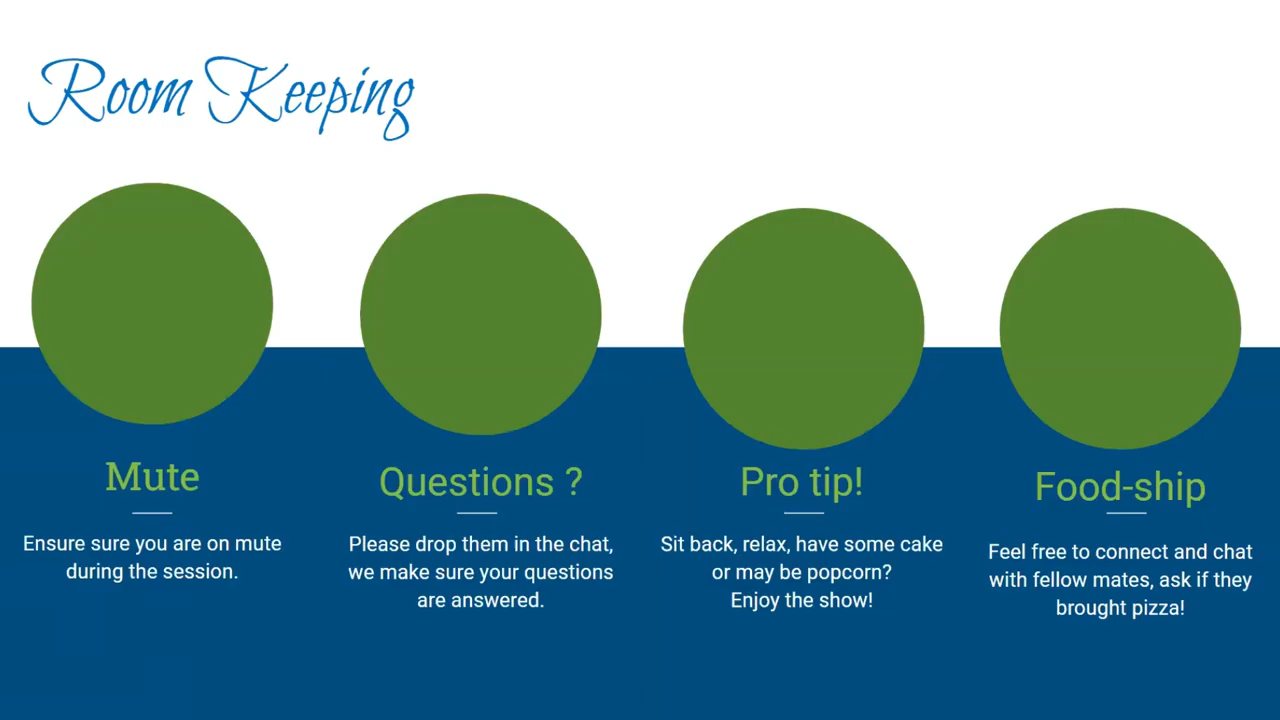 Room Keeping
Mute
Ensure sure you are on mute
during the session.
Questions ?
Please drop them in the chat,
we make sure your questions
are answered.
Pro tip!
Sit back, relax, have some cake
or may be popcorn?
Enjoy the show!
Food-ship
Feel free to connect and chat
with fellow mates, ask if they
brought pizza!